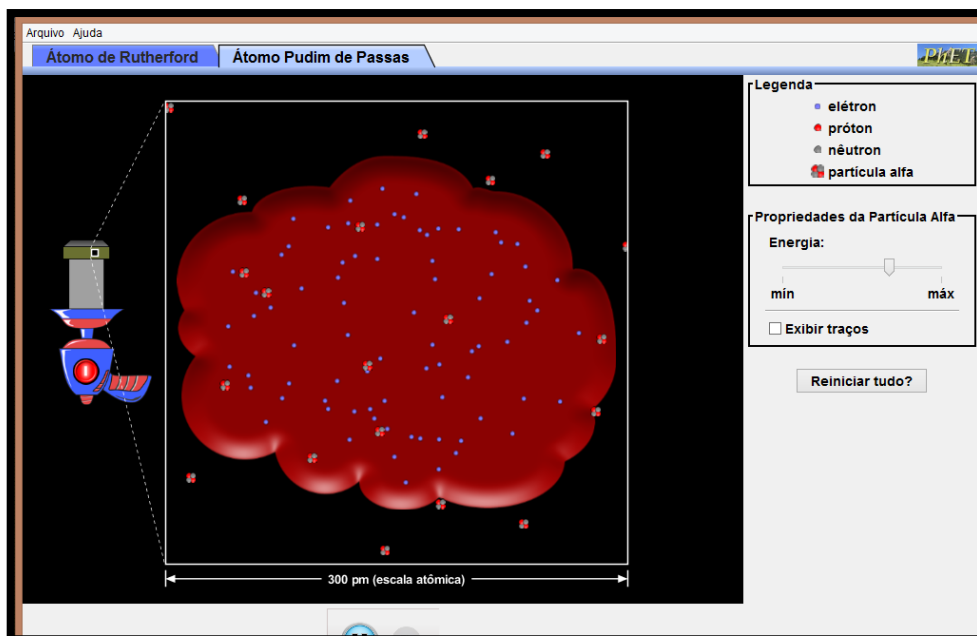 Arquivo Ajuda
Átomo de Rutherford
Átomo Pudim de Passas
PhET
Legenda
elétron
próton
nêutron
partícula alfa
Propriedades da Partícula Alfa
Energia:
mín máx
Exibir traços
Reiniciar tudo?
300 pm (escala atômica)